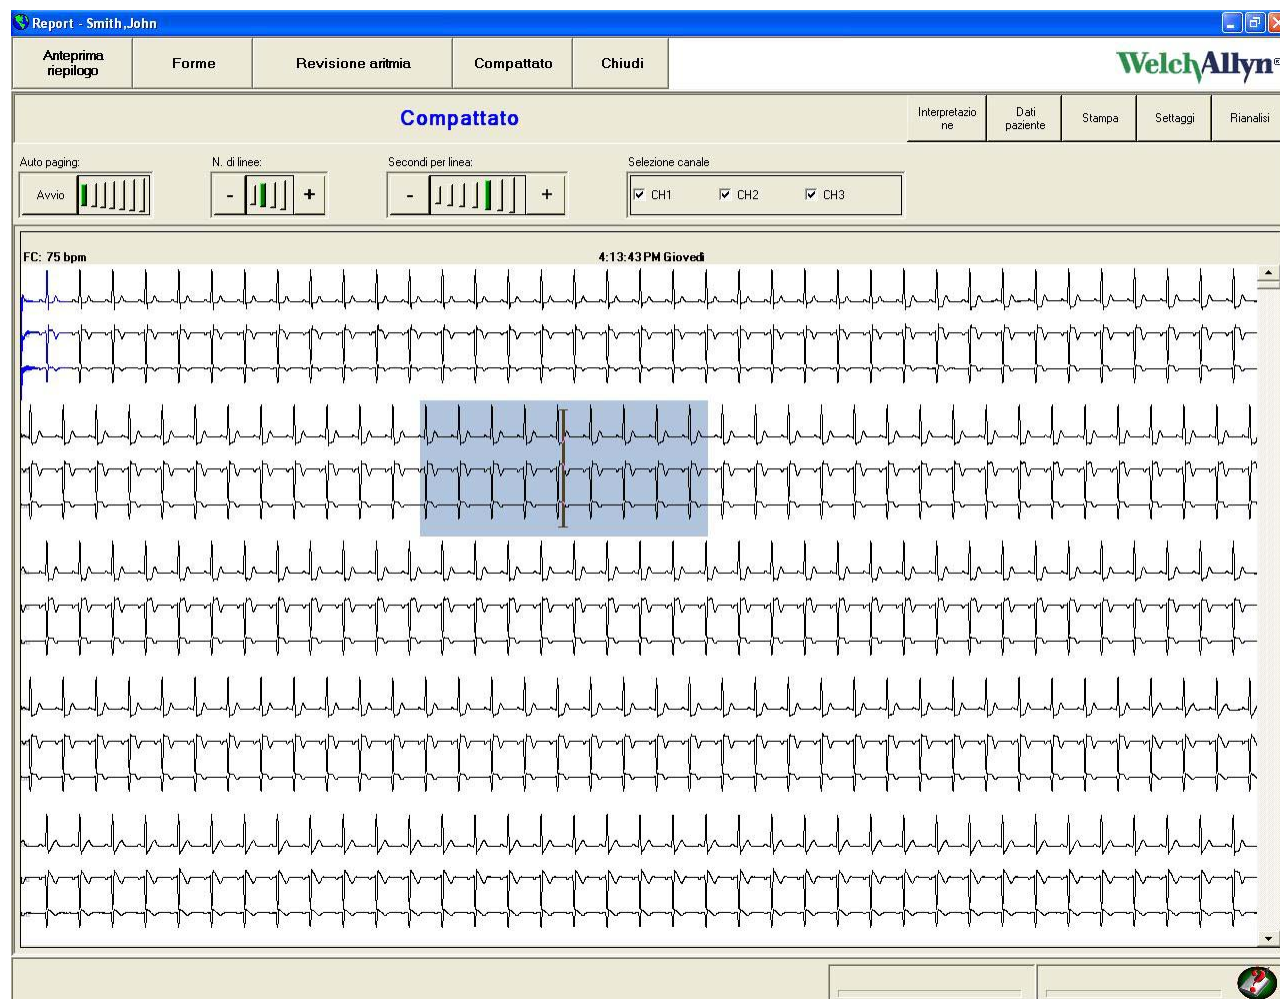 Report - Smith,John
Anteprima
riepilogo
Forme
Revisione aritmia
Compattato
Chiudi
WelchAllyn®
Compattato
Interpretazio
ne
Dati
paziente
Stampa
Settaggi
Rianalisi
Auto paging:
N. di linee:
Secondi per linea:
Selezione canale
Avvio
- +
- +
CH1 CH2 CH3
FC: 75 bpm
4:13:43 PM Giovedì
?